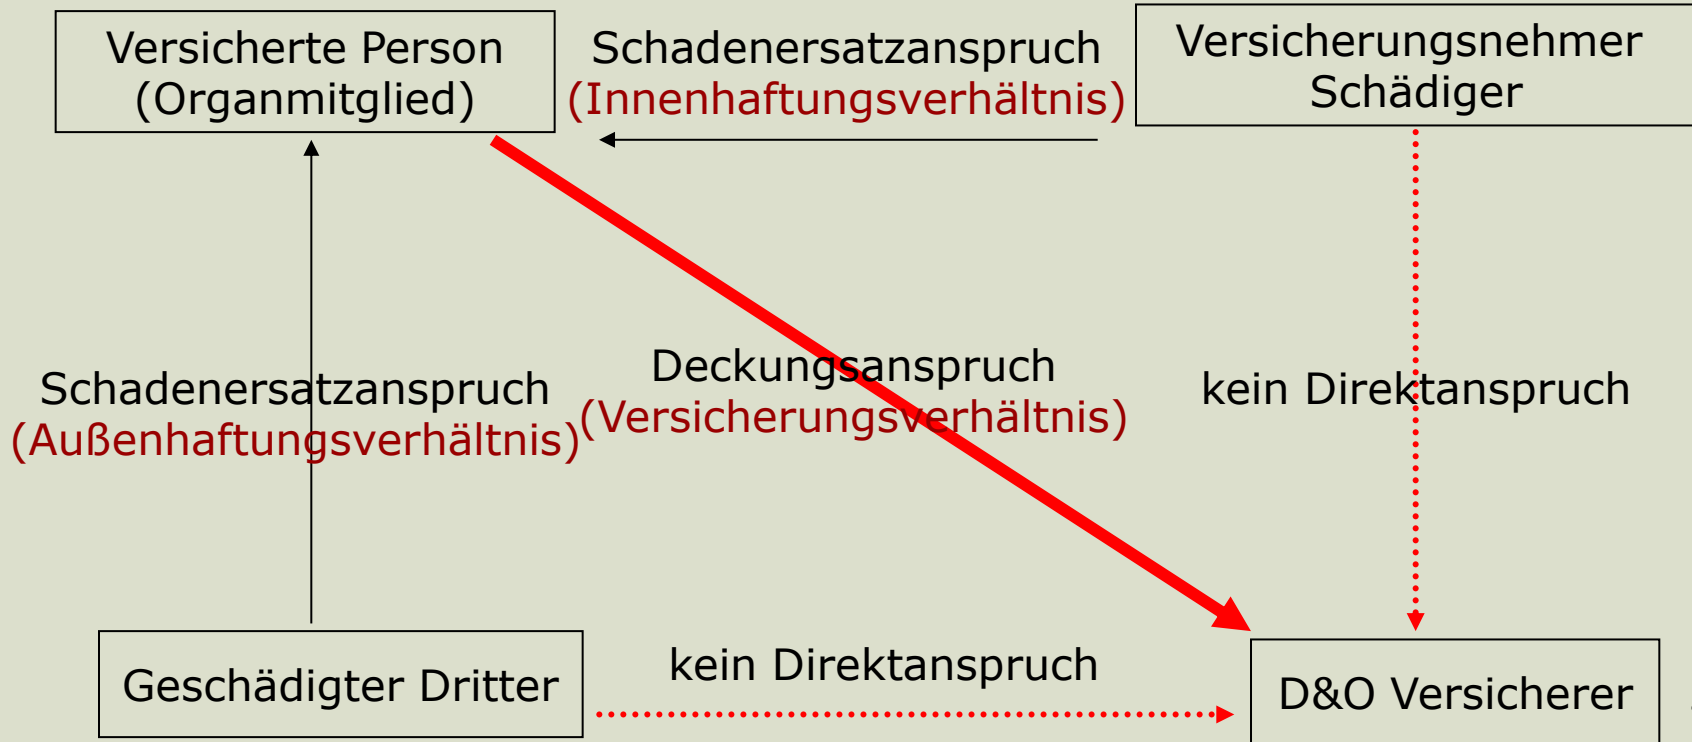 Versicherte Person
(Organmitglied)
Schadenersatzanspruch
(Innenhaftungsverhältnis)
Versicherungsnehmer
Schädiger
Schadenersatzanspruch
(Außenhaftungsverhältnis)
Deckungsanspruch
(Versicherungsverhältnis)
kein Direktanspruch
Geschädigter Dritter
kein Direktanspruch
D&O Versicherer